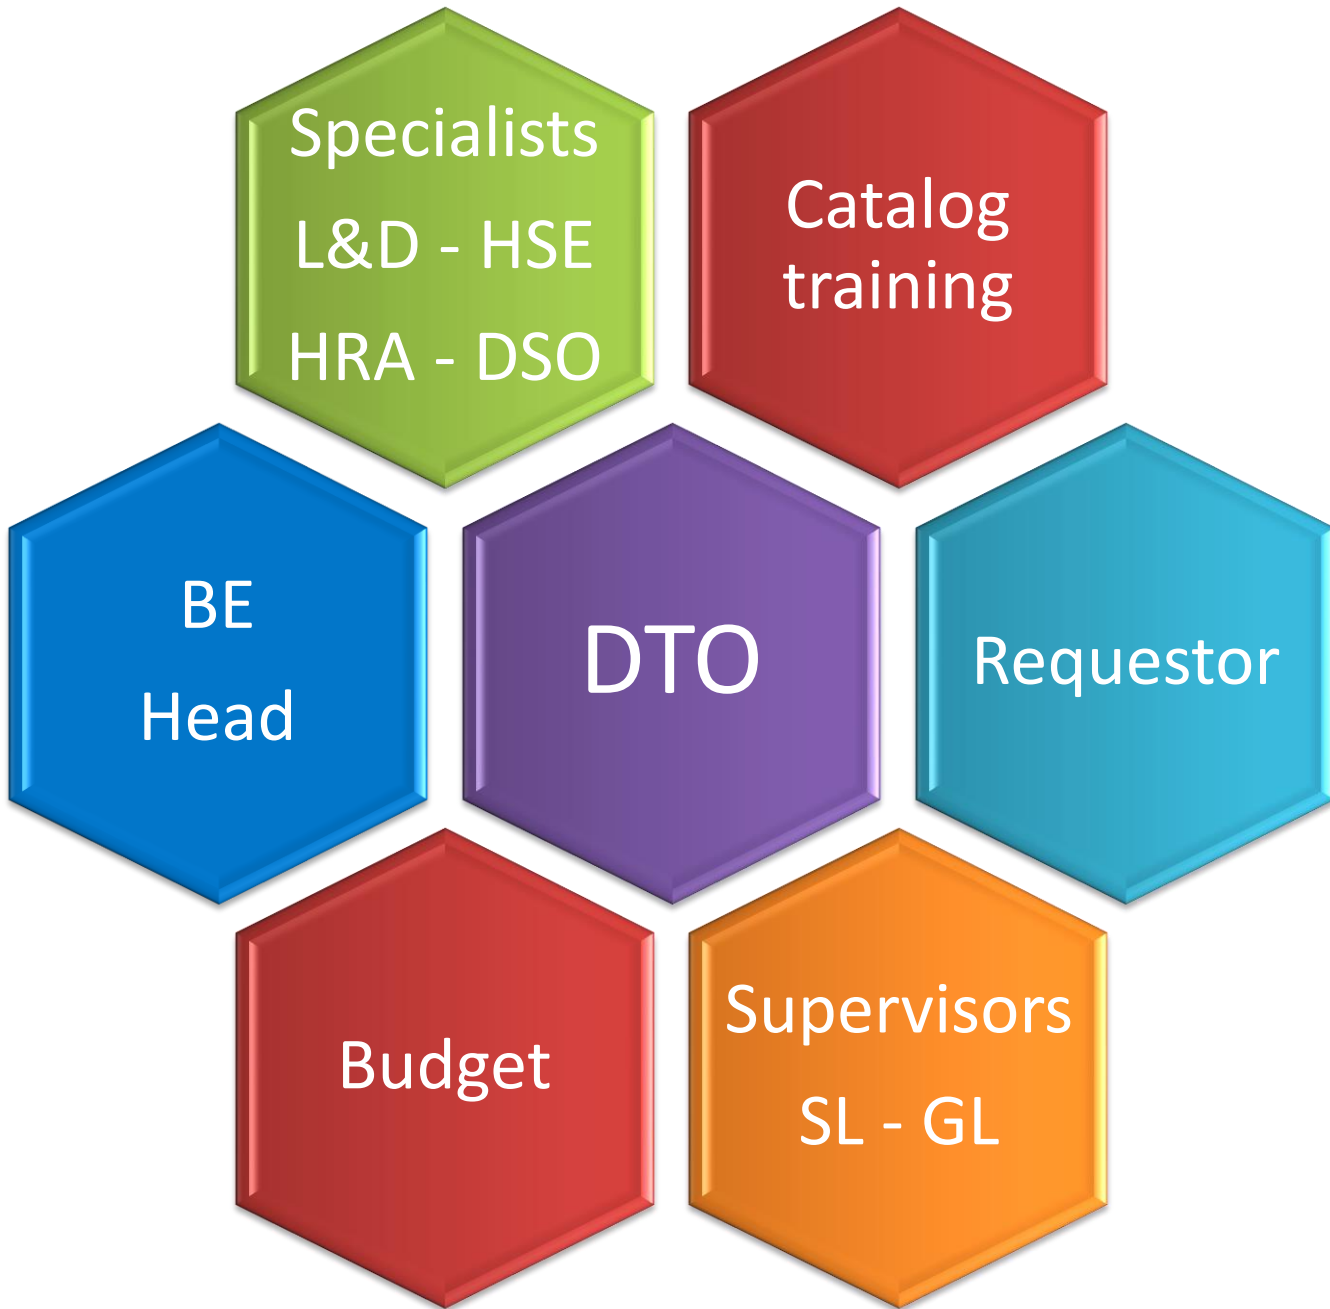 Specialists
L&D - HSE
HRA - DSO
Catalog
training
BE
Head
DTO
Requestor
Budget
Supervisors
SL - GL